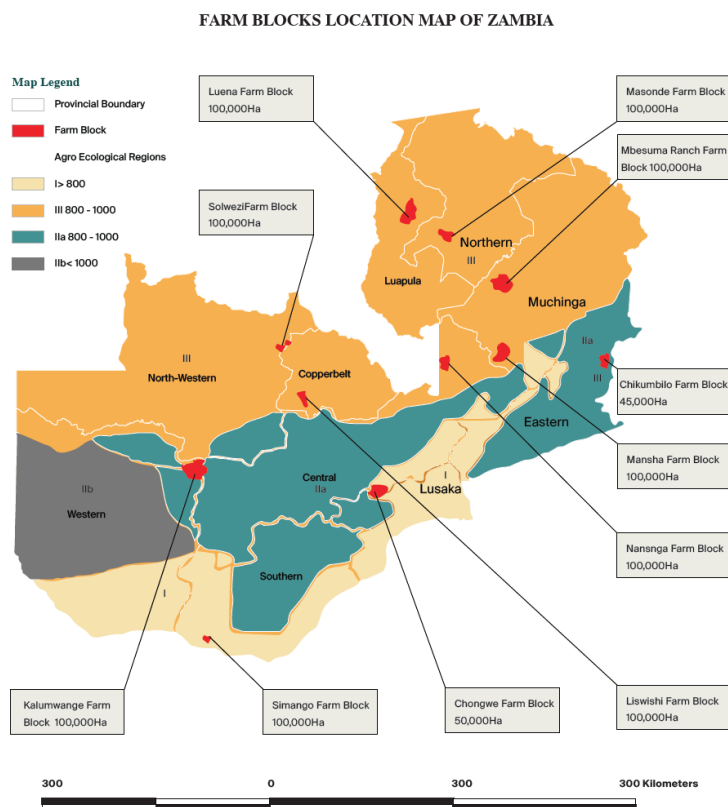 FARM BLOCKS LOCATION MAP OF ZAMBIA
Map Legend
Provincial Boundary
Farm Block
Agro Ecological Regions
I> 800
III 800 - 1000
IIa 800 - 1000
IIb< 1000
Luena Farm Block
100,000Ha
Masonde Farm Block
100,000Ha
Mbesuma Ranch Farm
Block 100,000Ha
SolweziFarm Block
100,000Ha
Northern
III
Luapula
Muchinga
IIa
III
III
North-Western
Copperbelt
Chikumbilo Farm Block
45,000Ha
Eastern
Mansha Farm Block
100,000Ha
Central
IIa
I
Lusaka
IIb
Western
Nansnga Farm Block
100,000Ha
Southern
I
Kalumwange Farm
Block 100,000Ha
Simango Farm Block
100,000Ha
Chongwe Farm Block
50,000Ha
Liswishi Farm Block
100,000Ha
300
0
300
300 Kilometers